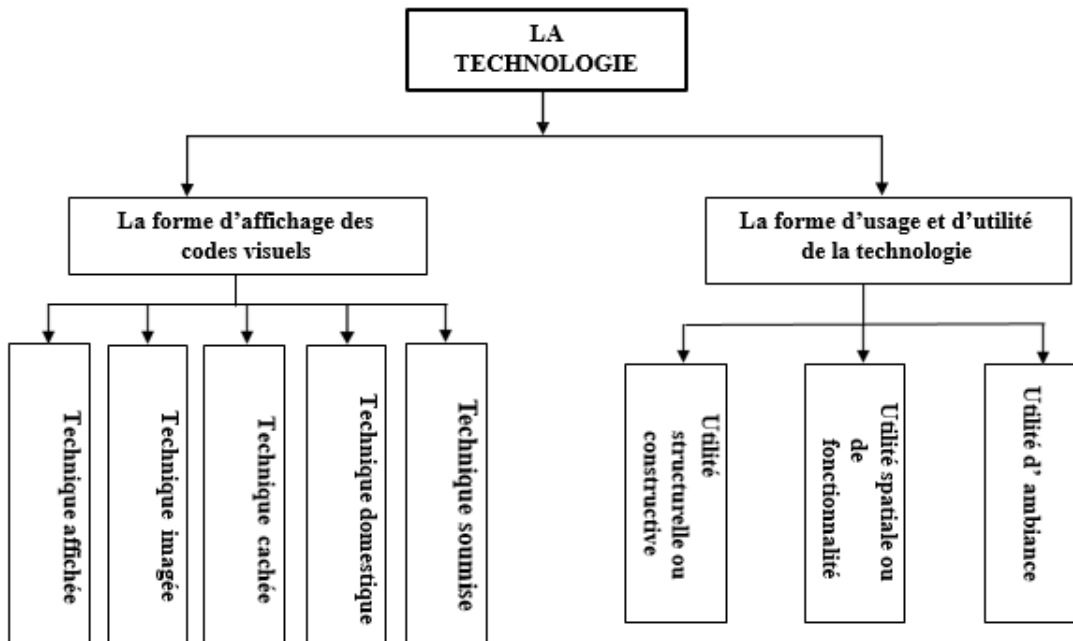 LA
TECHNOLOGIE
La forme d’affichage des
codes visuels
La forme d’usage et d’utilité
de la technologie
Technique affichée
Technique imagée
Technique cachée
Technique domestique
Technique soumise
Utilité
structurelle ou
constructive
Utilité spatiale ou
de
fonctionnalité
Utilité d’ ambiance